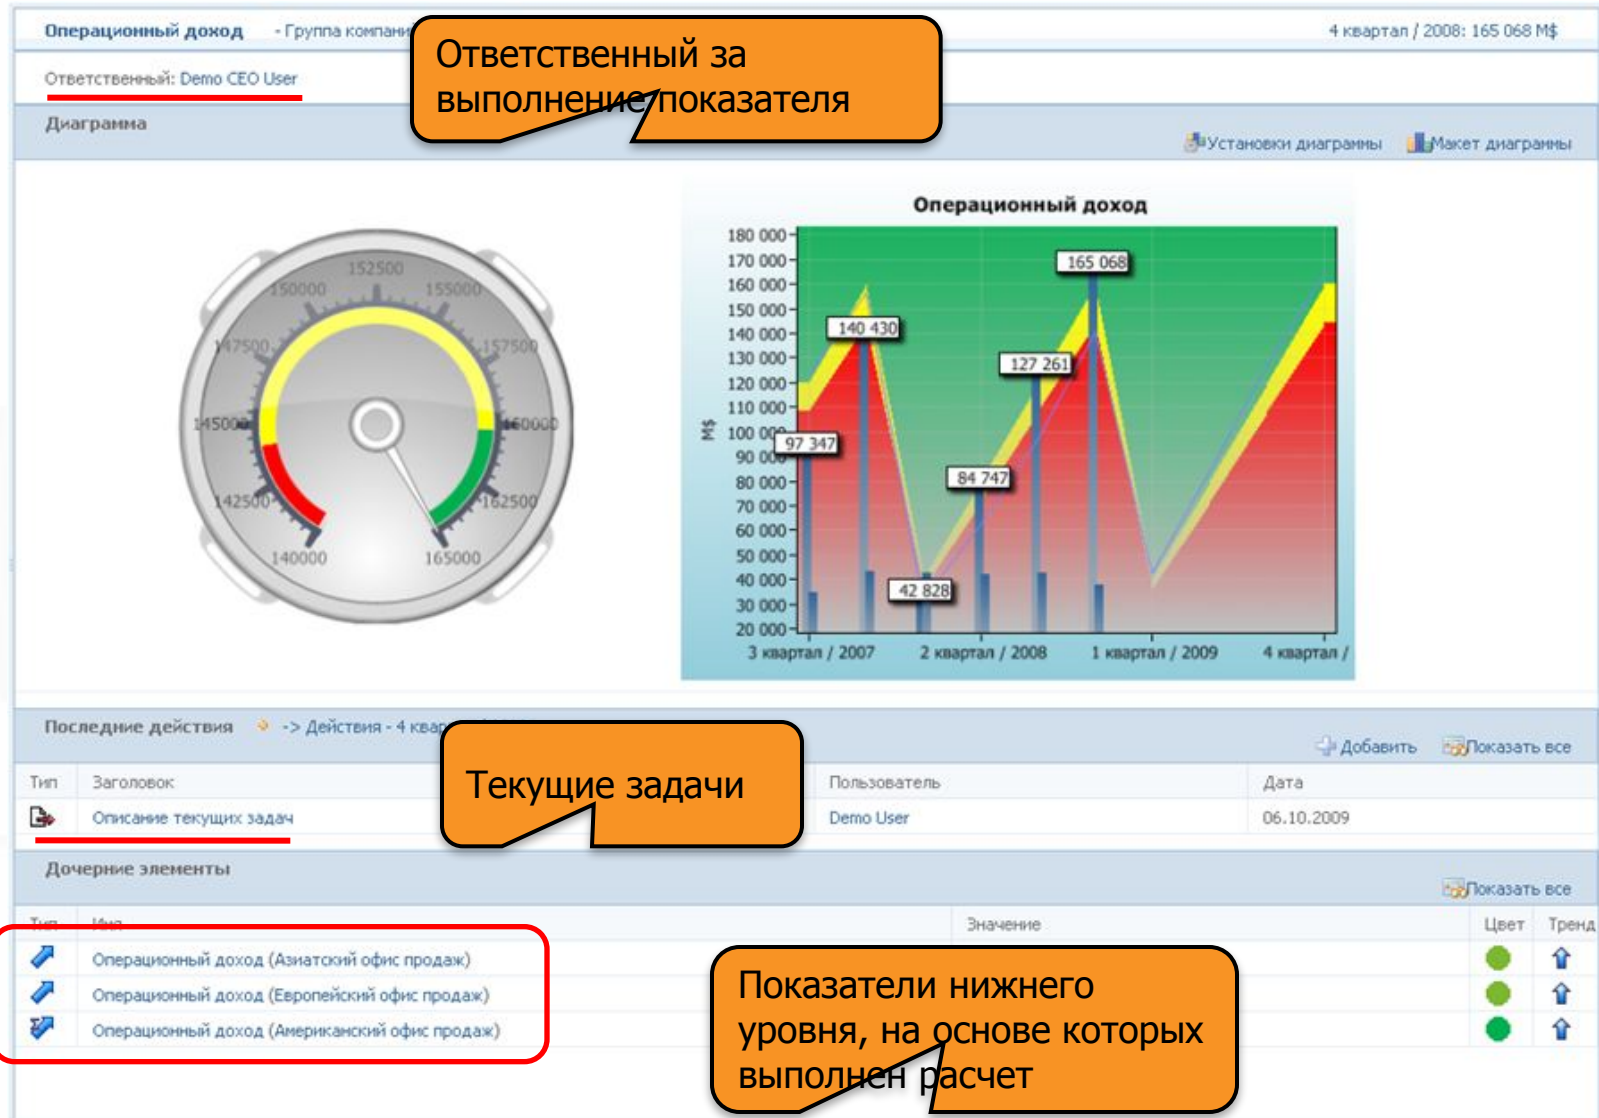 Операционный доход - Группа компаний
4 квартал / 2008: 165 068 M$
Ответственный за
выполнение показателя
Ответственный: Demo CEO User
Диаграмма
Установки диаграммы Макет диаграммы
Операционный доход
152500
150000 155000
147500 157500
145000 160000
142500 162500
140000 165000
M$
180 000
170 000
160 000
150 000
140 000
130 000
120 000
110 000
100 000
90 000
80 000
70 000
60 000
50 000
40 000
30 000
20 000
97 347
140 430
42 828
84 747
127 261
165 068
3 квартал / 2007 2 квартал / 2008 1 квартал / 2009 4 квартал /
Последние действия -> Действия - 4
Добавить Показать все
Текущие задачи
Тип Заголовок Пользователь Дата
Описание текущих задач Demo User 06.10.2009
Дочерние элементы
Показать все
Тип Имя Значение Цвет Тренд
Операционный доход (Азиатский офис продаж)
Операционный доход (Европейский офис продаж)
Операционный доход (Американский офис продаж)
Показатели нижнего
уровня, на основе которых
выполнен расчет